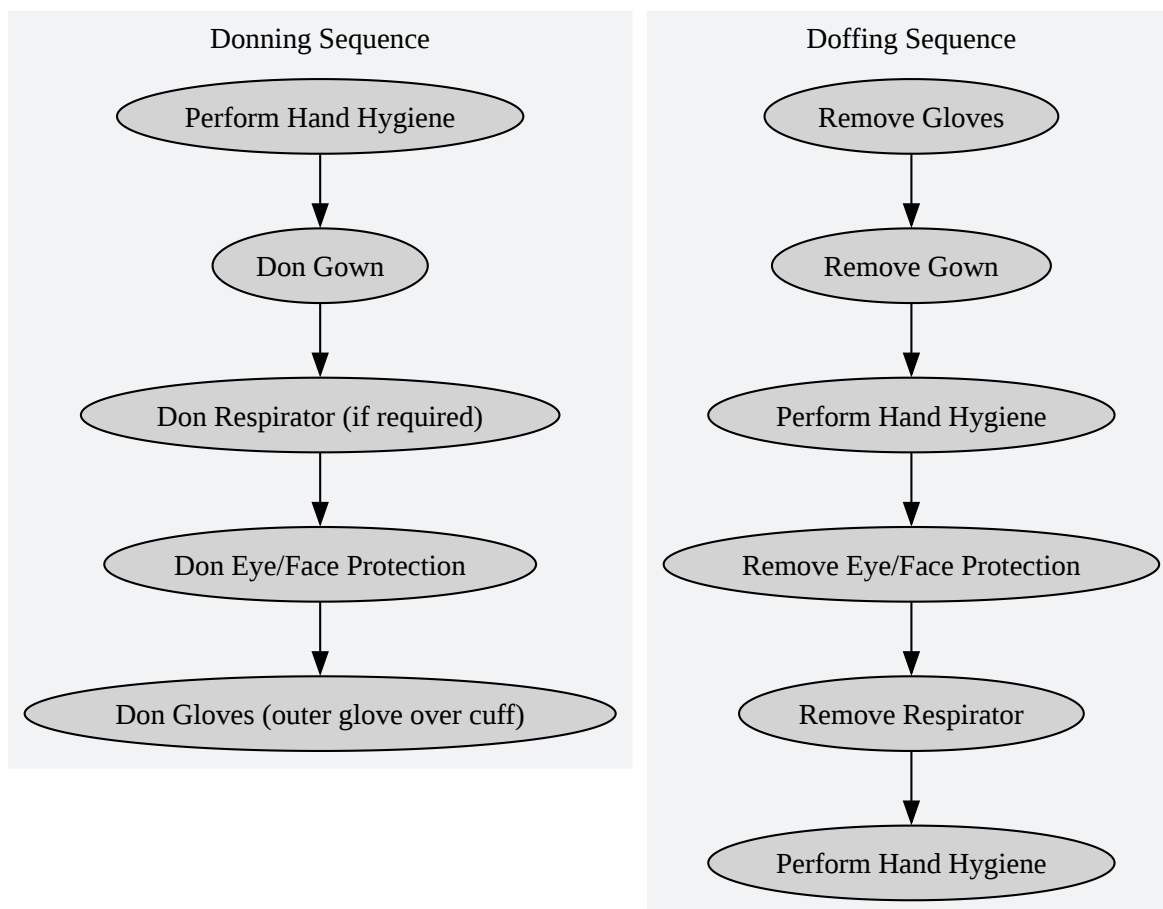 Donning Sequence
Perform Hand Hygiene
Don Gown
Don Respirator (if required)
Don Eye/Face Protection
Don Gloves (outer glove over cuff)
Doffing Sequence
Remove Gloves
Remove Gown
Perform Hand Hygiene
Remove Eye/Face Protection
Remove Respirator
Perform Hand Hygiene